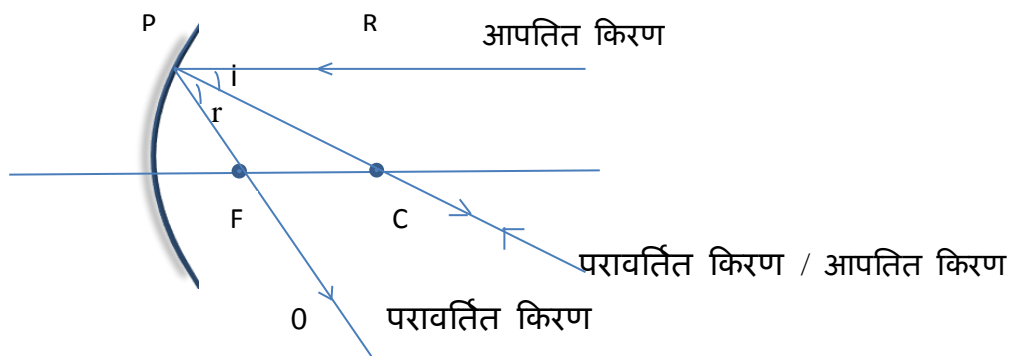 P R
आपतित किरण
i
r
F C
परावर्तित किरण / आपतित किरण
0 परावर्तित किरण